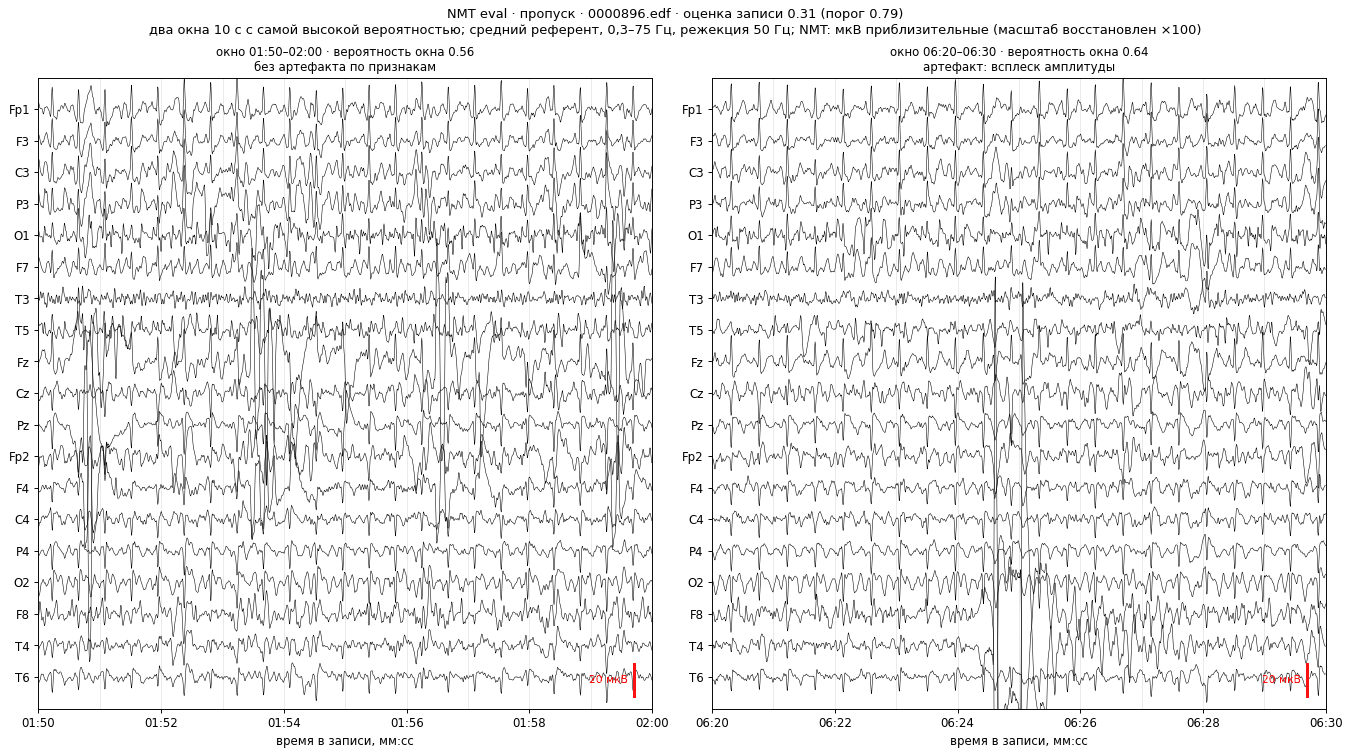 NMT eval · пропуск · 0000896.edf · оценка записи 0.31 (порог 0.79)
два окна 10 с с самой высокой вероятностью; средний референт, 0,3–75 Гц, режекция 50 Гц; NMT: мкВ приблизительные (масштаб восстановлен ×100)
окно 01:50–02:00 · вероятность окна 0.56
без артефакта по признакам
Fp1
F3
C3
P3
O1
F7
T3
T5
Fz
Cz
Pz
Fp2
F4
C4
P4
O2
F8
T4
T6
20 мкВ
01:50 01:52 01:54 01:56 01:58 02:00
время в записи, мм:сс
окно 06:20–06:30 · вероятность окна 0.64
артефакт: всплеск амплитуды
Fp1
F3
C3
P3
O1
F7
T3
T5
Fz
Cz
Pz
Fp2
F4
C4
P4
O2
F8
T4
T6
20 мкВ
06:20 06:22 06:24 06:26 06:28 06:30
время в записи, мм:сс